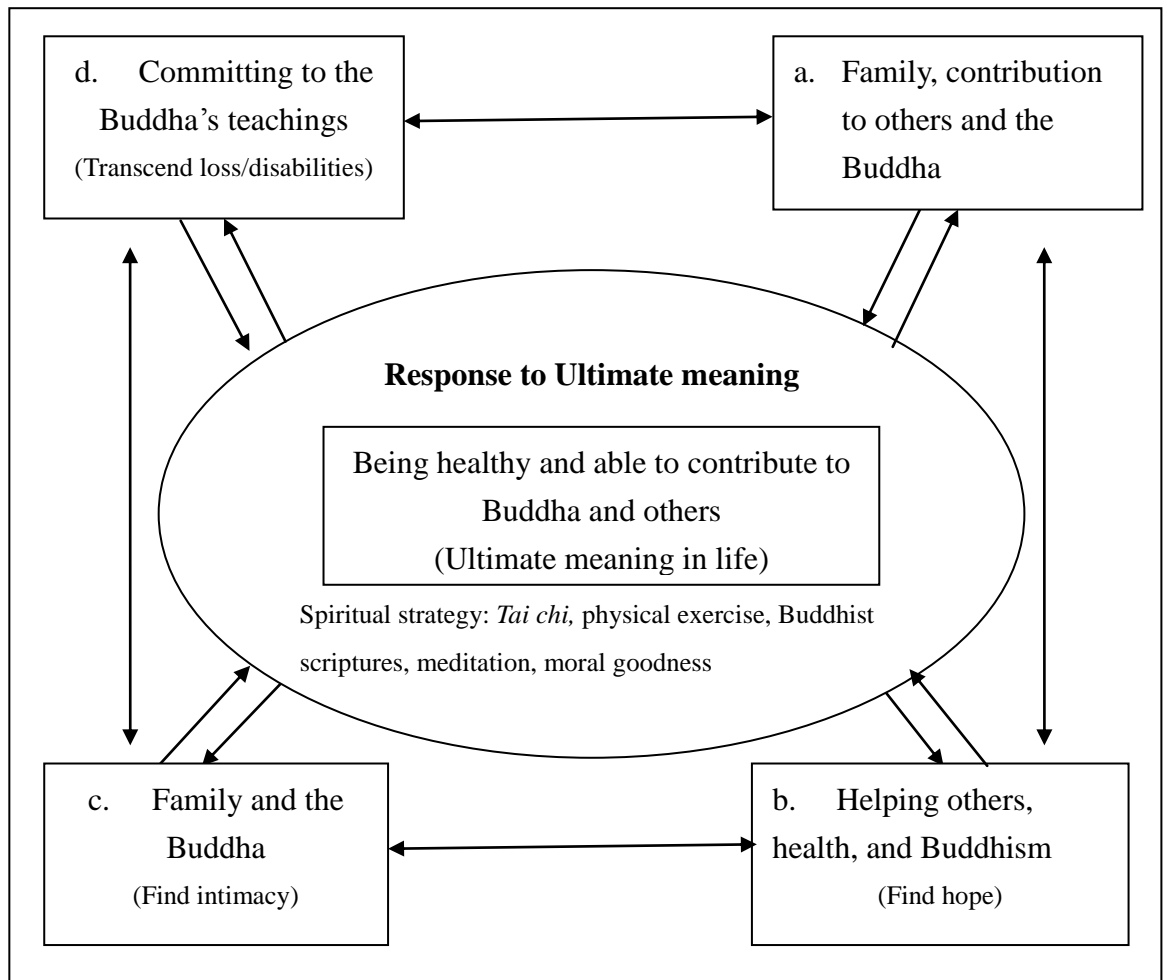 d. Committing to the
Buddha’s teachings
(Transcend loss/disabilities)
a. Family, contribution
to others and the
Buddha
Response to Ultimate meaning
Being healthy and able to contribute to
Buddha and others
(Ultimate meaning in life)
Spiritual strategy: Tai chi, physical exercise, Buddhist
scriptures, meditation, moral goodness
c. Family and the
Buddha
(Find intimacy)
b. Helping others,
health, and Buddhism
(Find hope)